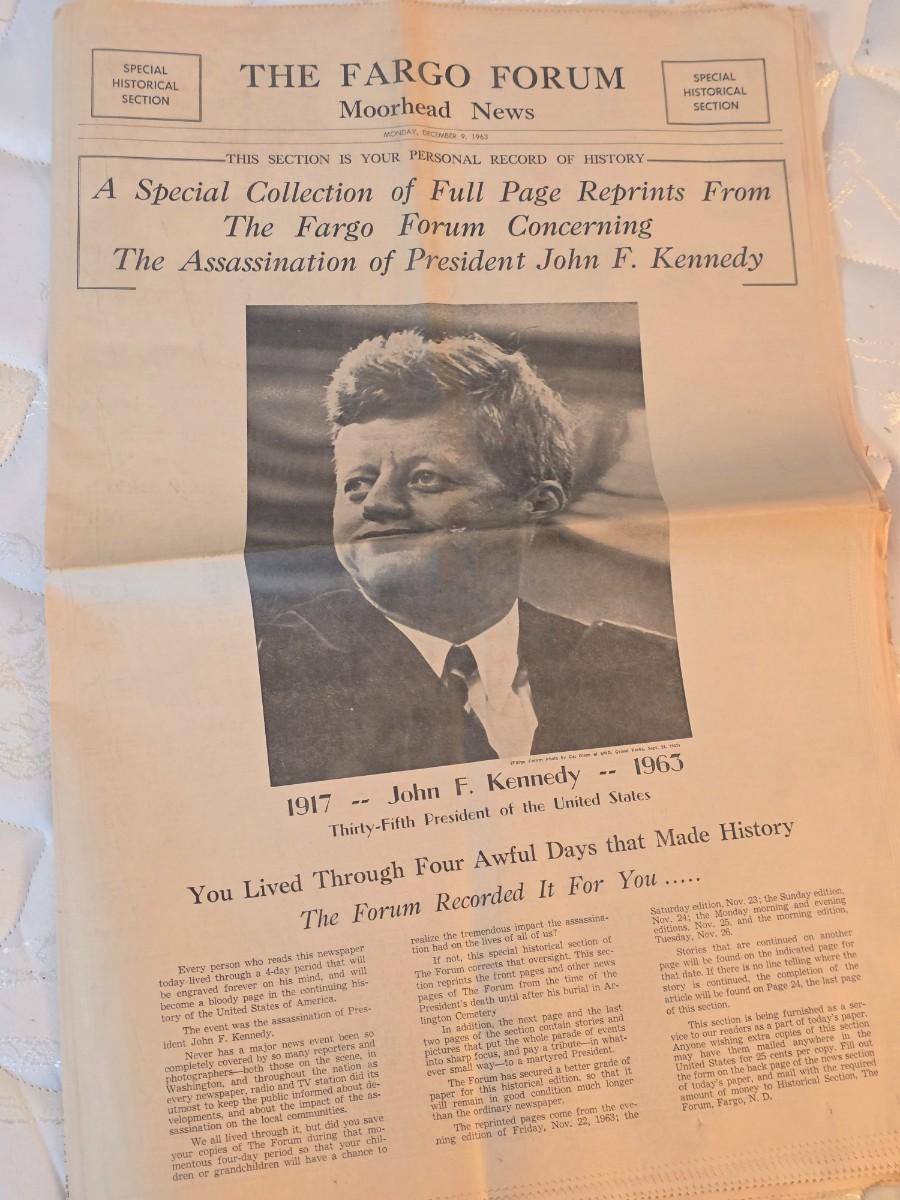 SPECIAL
HISTORICAL
SECTION
THE FARGO FORUM
Moorhead News
SPECIAL
HISTORICAL
SECTION
MONDAY, DECEMBER 9, 1963
THIS SECTION IS YOUR PERSONAL RECORD OF HISTORY
A Special Collection of Full Page Reprints From
The Fargo Forum Concerning
The Assassination of President John F. Kennedy
(Fargo Forum photo by Cal Olson at UND, Grand Forks, Sept. 25, 1963)
1917 -- John F. Kennedy -- 1963
Thirty-Fifth President of the United States
You Lived Through Four Awful Days that Made History
The Forum Recorded It For You .....
Every person who reads this newspaper
today lived through a 4-day period that will
be engraved forever on his mind, and will
become a bloody page in the continuing his-
tory of the United States of America.
The event was the assassination of Pres-
ident John F. Kennedy.
Never has a major news event been so
completely covered by so many reporters and
photographers—both those on the scene, in
Washington, and throughout the nation as
every newspaper, radio and TV station did its
utmost to keep the public informed about de-
velopments, and about the impact of the as-
sassination on the local communities.
We all lived through it, but did you save
your copies of The Forum during that mo-
mentous four-day period so that your chil-
dren or grandchildren will have a chance to
realize the tremendous impact the assassina-
tion had on the lives of all of us?
If not, this special historical section of
The Forum corrects that oversight. This sec-
tion reprints the front pages and other news
pages of The Forum from the time of the
President's death until after his burial in Ar-
lington Cemetery.
In addition, the next page and the last
two pages of the section contain stories and
pictures that put the whole parade of events
into sharp focus, and pay a tribute—in what-
ever small way—to a martyred President.
The Forum has secured a better grade of
paper for this historical edition, so that it
will remain in good condition much longer
than the ordinary newspaper.
The reprinted pages come from the eve-
ning edition of Friday, Nov. 22, 1963; the
Saturday edition, Nov. 23; the Sunday edition,
Nov. 24; the Monday morning and evening
editions, Nov. 25, and the morning edition,
Tuesday, Nov. 26.
Stories that are continued on another
page will be found on the indicated page for
that date. If there is no line telling where the
story is continued, the completion of the
article will be found on Page 24, the last page
of this section.
This section is being furnished as a ser-
vice to our readers as a part of today's paper.
Anyone wishing extra copies of this section
may have them mailed anywhere in the
United States for 25 cents per copy. Fill out
the form on the back page of the news section
of today's paper, and mail with the required
amount of money to Historical Section, The
Forum, Fargo, N. D.